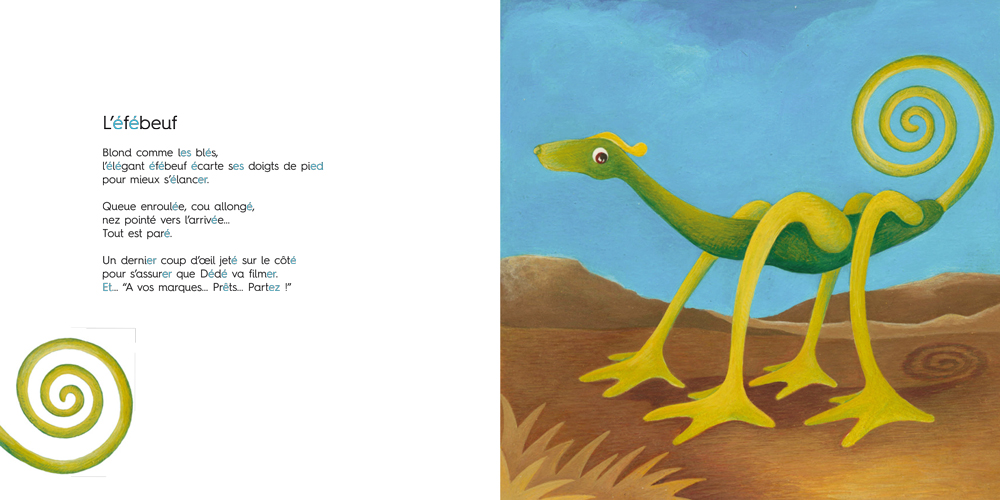 L'éfébeuf
Blond comme les blés,
l'élégant éfébeuf écarte ses doigts de pied
pour mieux s'élancer.
Queue enroulée, cou allongé,
nez pointé vers l'arrivée...
Tout est paré.
Un dernier coup d'œil jeté sur le côté
pour s'assurer que Dédé va filmer.
Et... "A vos marques... Prêts... Partez !"